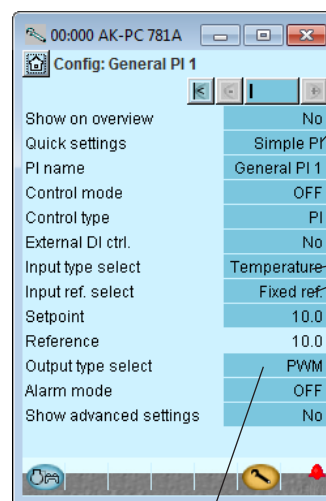 00:000 AK-PC 781A
Config: General PI 1
Show on overview No
Quick settings Simple PI
PI name General PI 1
Control mode OFF
Control type PI
External DI ctrl. No
Input type select Temperature
Input ref. select Fixed ref.
Setpoint 10.0
Reference 10.0
Output type select PWM
Alarm mode OFF
Show advanced settings No